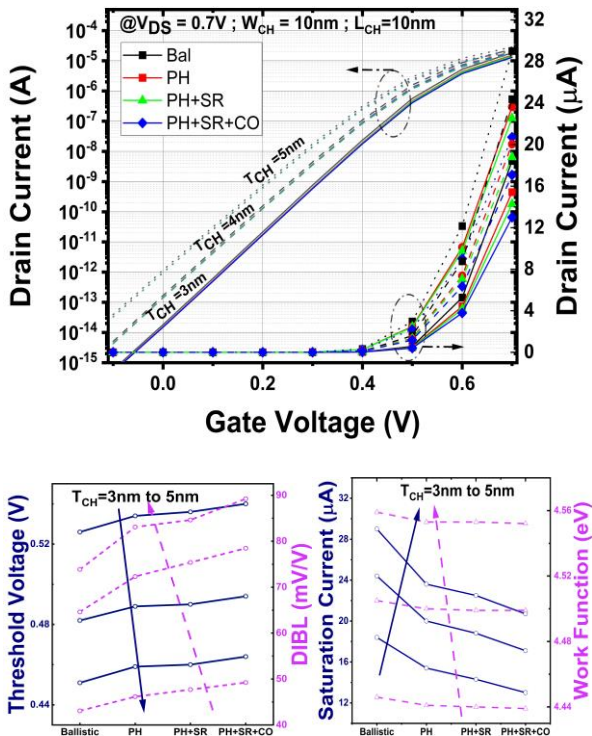 @V_DS = 0.7V ; W_CH = 10nm ; L_CH=10nm
Bal
PH
PH+SR
PH+SR+CO
T_CH=5nm
T_CH=4nm
T_CH=3nm
10^-4
10^-5
10^-6
10^-7
10^-8
10^-9
10^-10
10^-11
10^-12
10^-13
10^-14
10^-15
Drain Current (A)
32
28
24
20
16
12
8
4
0
Drain Current (μA)
0.0 0.2 0.4 0.6
Gate Voltage (V)
T_CH=3nm to 5nm
Threshold Voltage (V)
0.52
0.48
0.44
DIBL (mV/V)
90
80
70
60
50
40
Ballistic PH PH+SR PH+SR+CO
T_CH=3nm to 5nm
Saturation Current (μA)
36
32
28
24
20
16
12
Work Function (eV)
4.56
4.52
4.48
4.44
Ballistic PH PH+SR PH+SR+CO